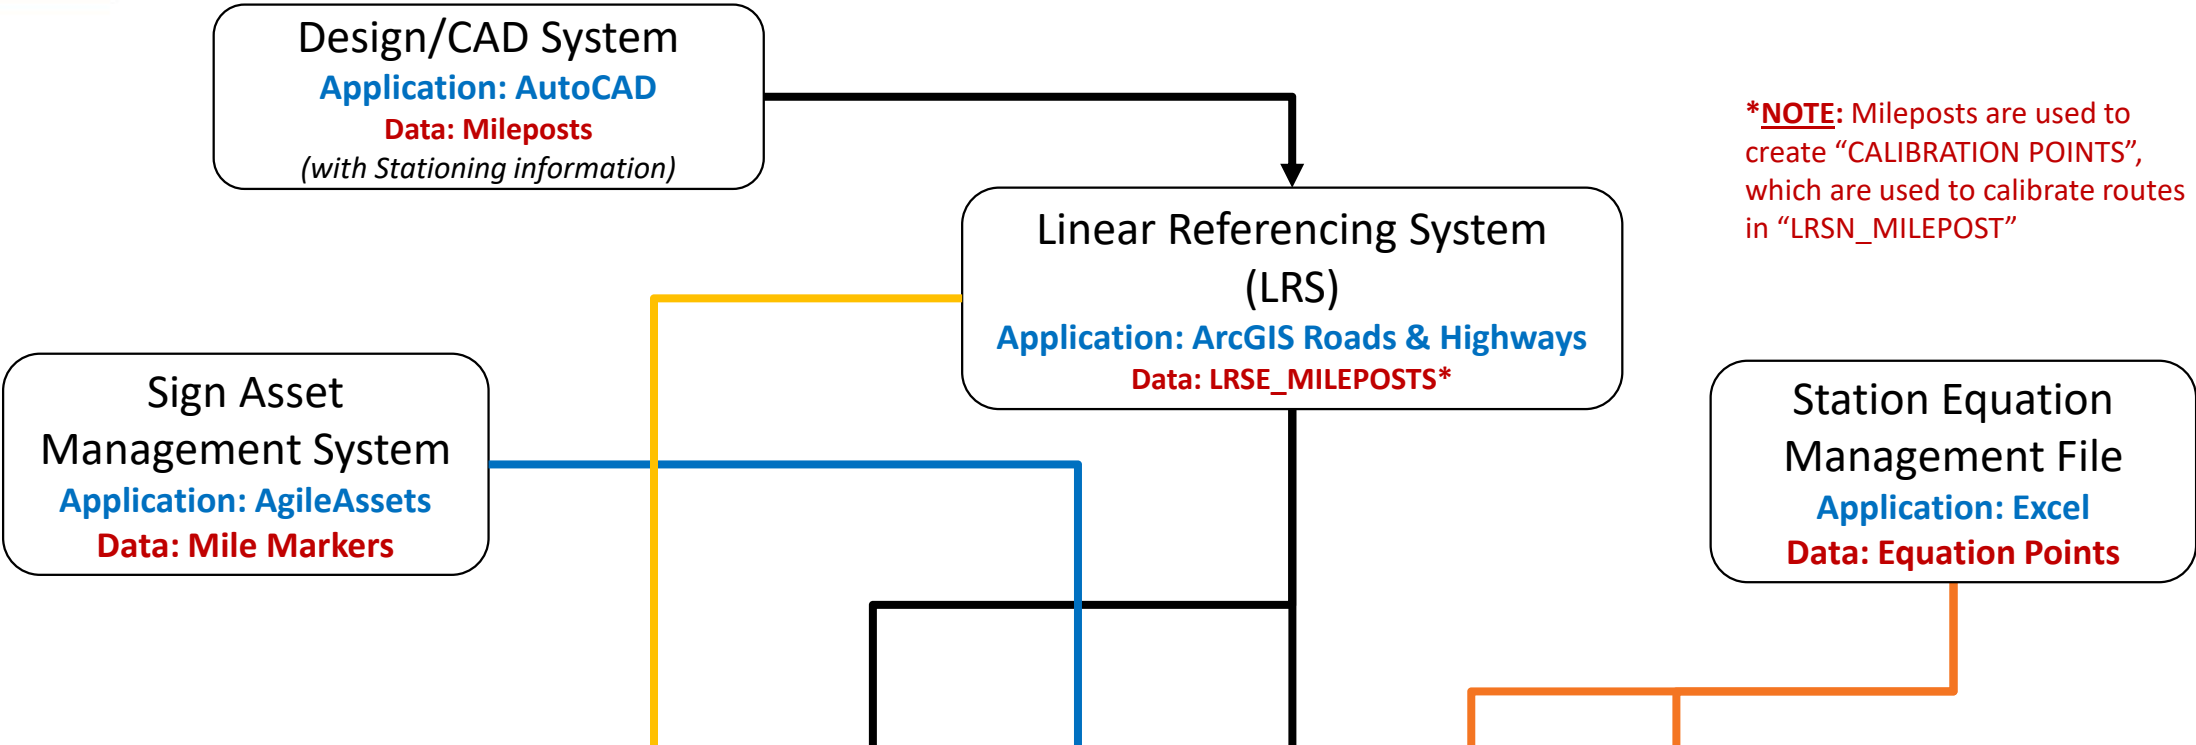 Design/CAD System
Application: AutoCAD
Data: Mileposts
(with Stationing information)
*NOTE: Mileposts are used to
create “CALIBRATION POINTS”,
which are used to calibrate routes
in “LRSN_MILEPOST”
Linear Referencing System
(LRS)
Application: ArcGIS Roads & Highways
Data: LRSE_MILEPOSTS*
Sign Asset
Management System
Application: AgileAssets
Data: Mile Markers
Station Equation
Management File
Application: Excel
Data: Equation Points